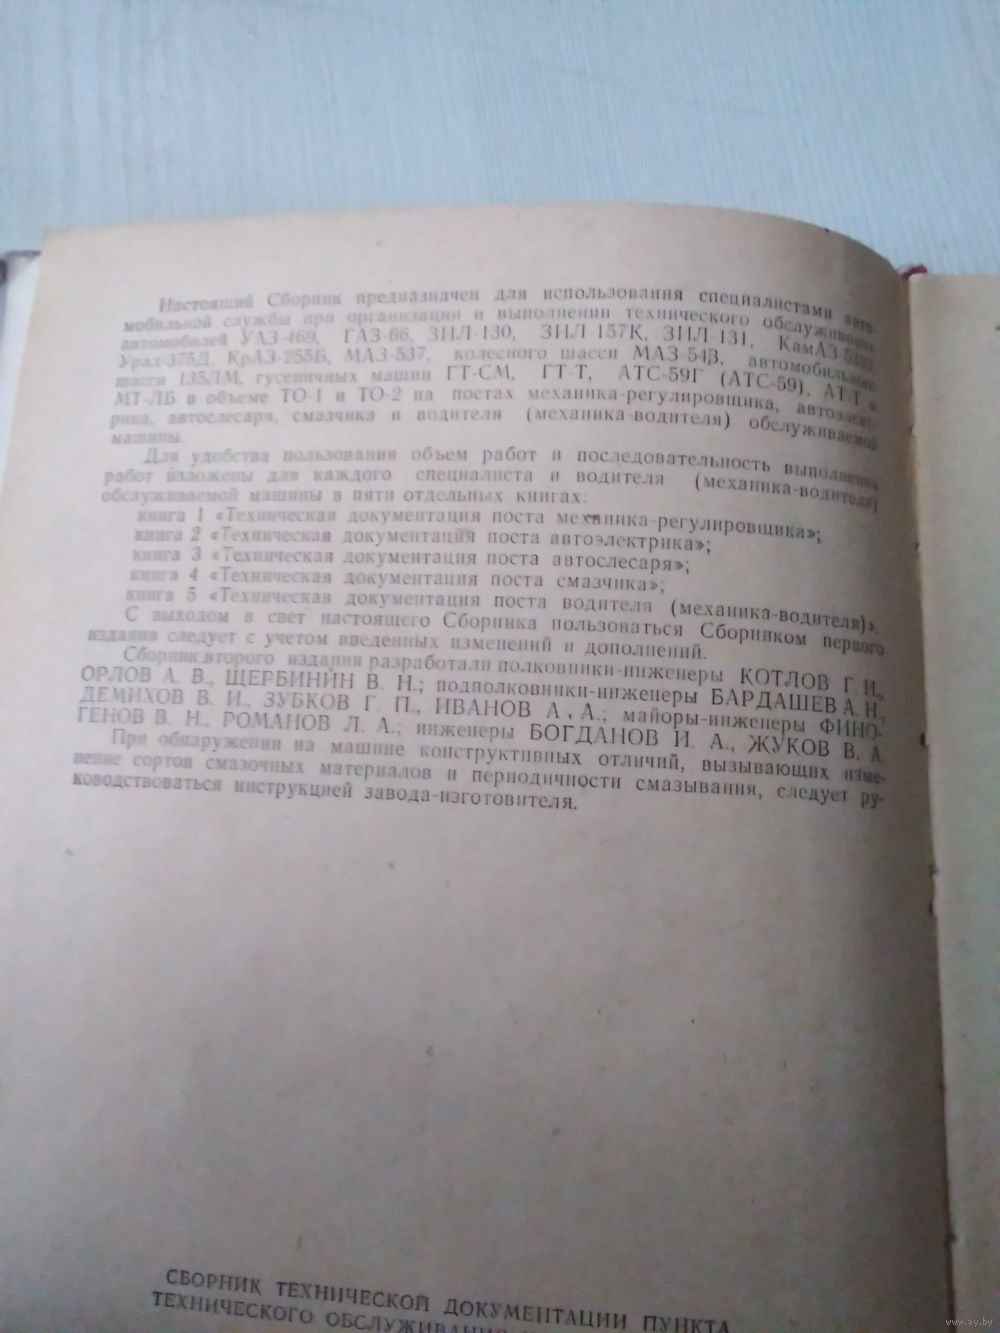 Настоящий Сборник предназначен для использования специалистами авто-
мобильной службы при организации и выполнении технического обслуживания
автомобилей УАЗ-469, ГАЗ-66, ЗИЛ-130, ЗИЛ-157К, ЗИЛ-131, КамАЗ-5320,
Урал-375Д, КрАЗ-255Б, МАЗ-537, колесного шасси МАЗ-543, автомобильного
шасси 135ЛМ, гусеничных машин ГТ-СМ, ГТ-Т, АТС-59Г (АТС-59), АТ-Т и
МТ-ЛБ в объеме ТО-1 и ТО-2 на постах механика-регулировщика, автоэлект-
рика, автослесаря, смазчика и водителя (механика-водителя) обслуживаемой
машины.
Для удобства пользования объем работ и последовательность выполнения
работ изложены для каждого специалиста и водителя (механика-водителя)
обслуживаемой машины в пяти отдельных книгах:
книга 1 «Техническая документация поста механика-регулировщика»;
книга 2 «Техническая документация поста автоэлектрика»;
книга 3 «Техническая документация поста автослесаря»;
книга 4 «Техническая документация поста смазчика»;
книга 5 «Техническая документация поста водителя (механика-водителя)».
С выходом в свет настоящего Сборника пользоваться Сборником первого
издания следует с учетом введенных изменений и дополнений.
Сборник второго издания разработали полковники-инженеры КОТЛОВ Г. И.,
ОРЛОВ А. В., ЩЕРБИНИН В. Н.; подполковники-инженеры БАРДАШЕВ А. Н.,
ДЕМИХОВ В. И., ЗУБКОВ Г. П., ИВАНОВ А. А.; майоры-инженеры ФИНО-
ГЕНОВ В. Н., РОМАНОВ Л. А.; инженеры БОГДАНОВ И. А., ЖУКОВ В. А.
При обнаружении на машине конструктивных отличий, вызывающих изме-
нение сортов смазочных материалов и периодичности смазывания, следует ру-
ководствоваться инструкцией завода-изготовителя.
СБОРНИК ТЕХНИЧЕСКОЙ ДОКУМЕНТАЦИИ ПУНКТА
ТЕХНИЧЕСКОГО ОБСЛУЖИВАНИЯ
www.ay.by